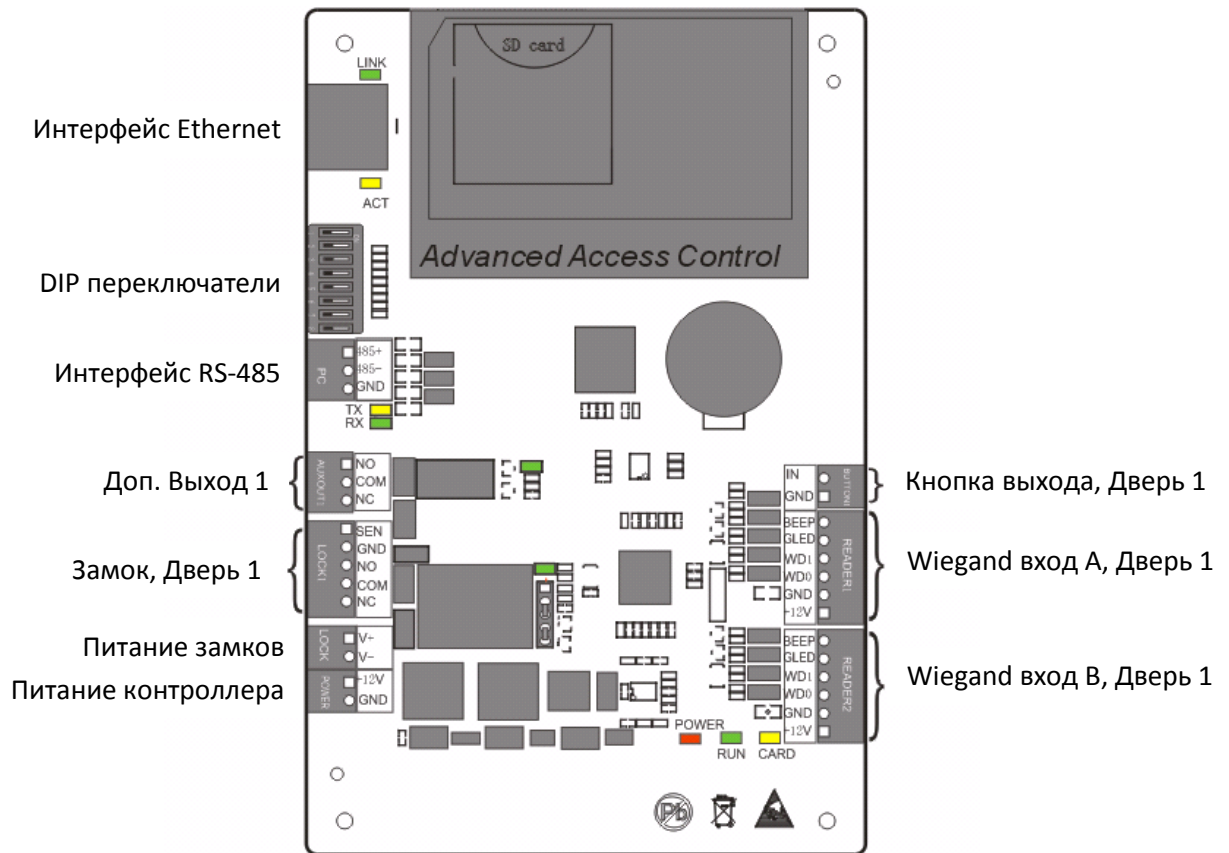 SD card
LINK
Интерфейс Ethernet
ACT
Advanced Access Control
DIP переключатели
Интерфейс RS-485
PC
485+
485-
GND
TX
RX
Доп. Выход 1
AUXOUT1
NO
COM
NC
Замок, Дверь 1
LOCK1
SEN
GND
NO
COM
NC
Питание замков
LOCK
V+
V-
Питание контроллера
POWER
+12V
GND
IN
GND
BUTTON1
Кнопка выхода, Дверь 1
BEEP
GLED
WD1
WD0
GND
+12V
READER1
Wiegand вход A, Дверь 1
BEEP
GLED
WD1
WD0
GND
+12V
READER2
Wiegand вход B, Дверь 1
POWER
RUN
CARD
Pb